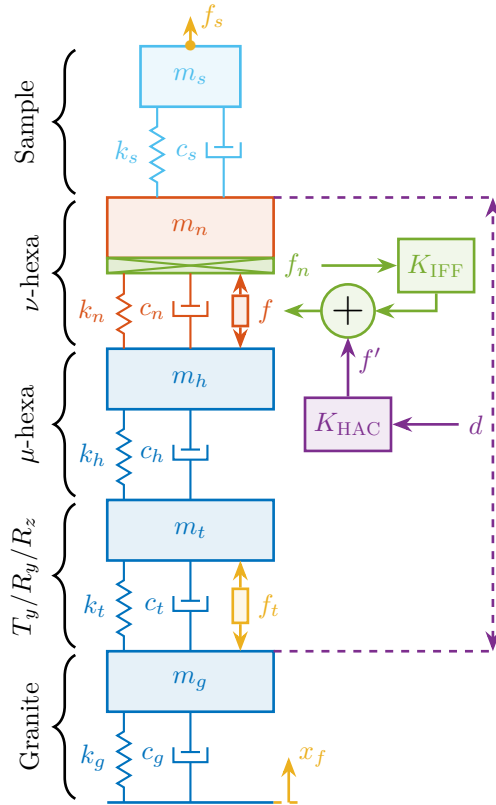 f_s
m_s
Sample
k_s
c_s
m_n
ν-hexa
f_n
K_IFF
k_n
c_n
f
+
m_h
f′
μ-hexa
K_HAC
d
k_h
c_h
m_t
T_y/R_y/R_z
k_t
c_t
f_t
m_g
Granite
k_g
c_g
x_f